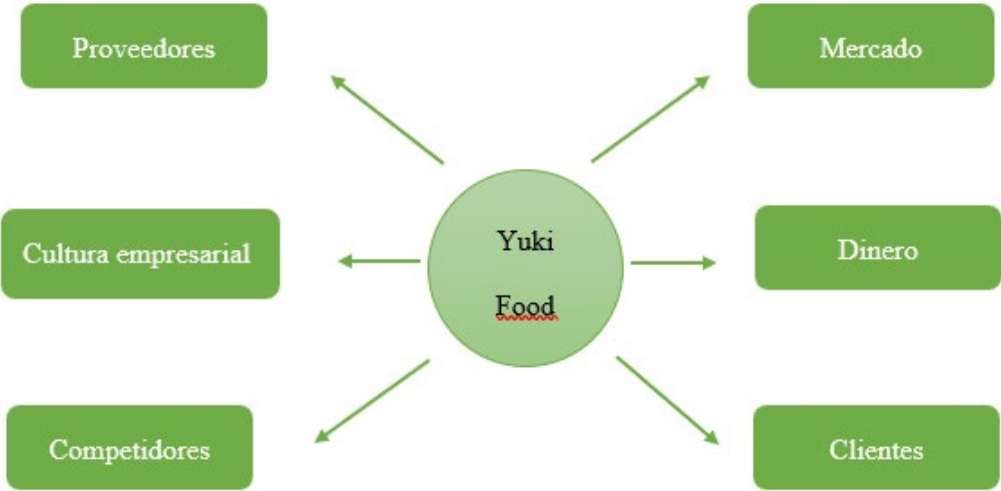 Proveedores
Mercado
Cultura empresarial
Yuki
Food
Dinero
Competidores
Clientes